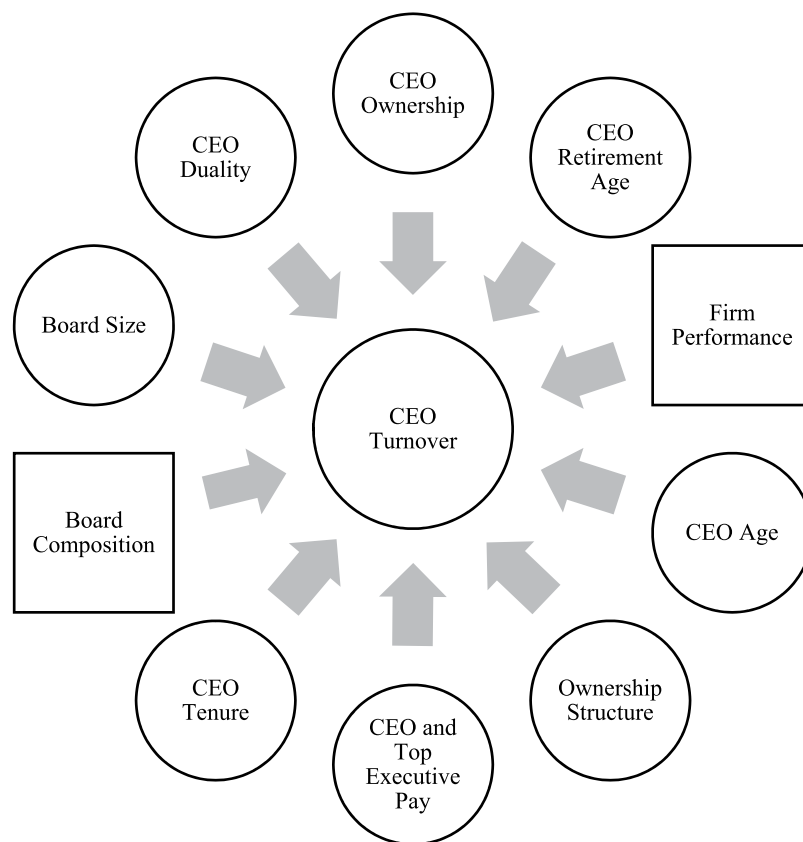 CEO
Ownership
CEO
Duality
CEO
Retirement
Age
Board Size
Firm
Performance
CEO
Turnover
Board
Composition
CEO Age
CEO
Tenure
Ownership
Structure
CEO and
Top
Executive
Pay